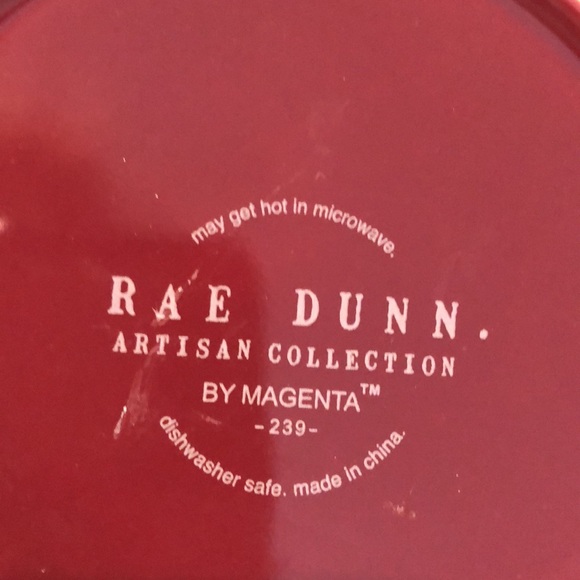 may get hot in microwave.
RAE DUNN.
ARTISAN COLLECTION
BY MAGENTA™
-239-
dishwasher safe. made in china.